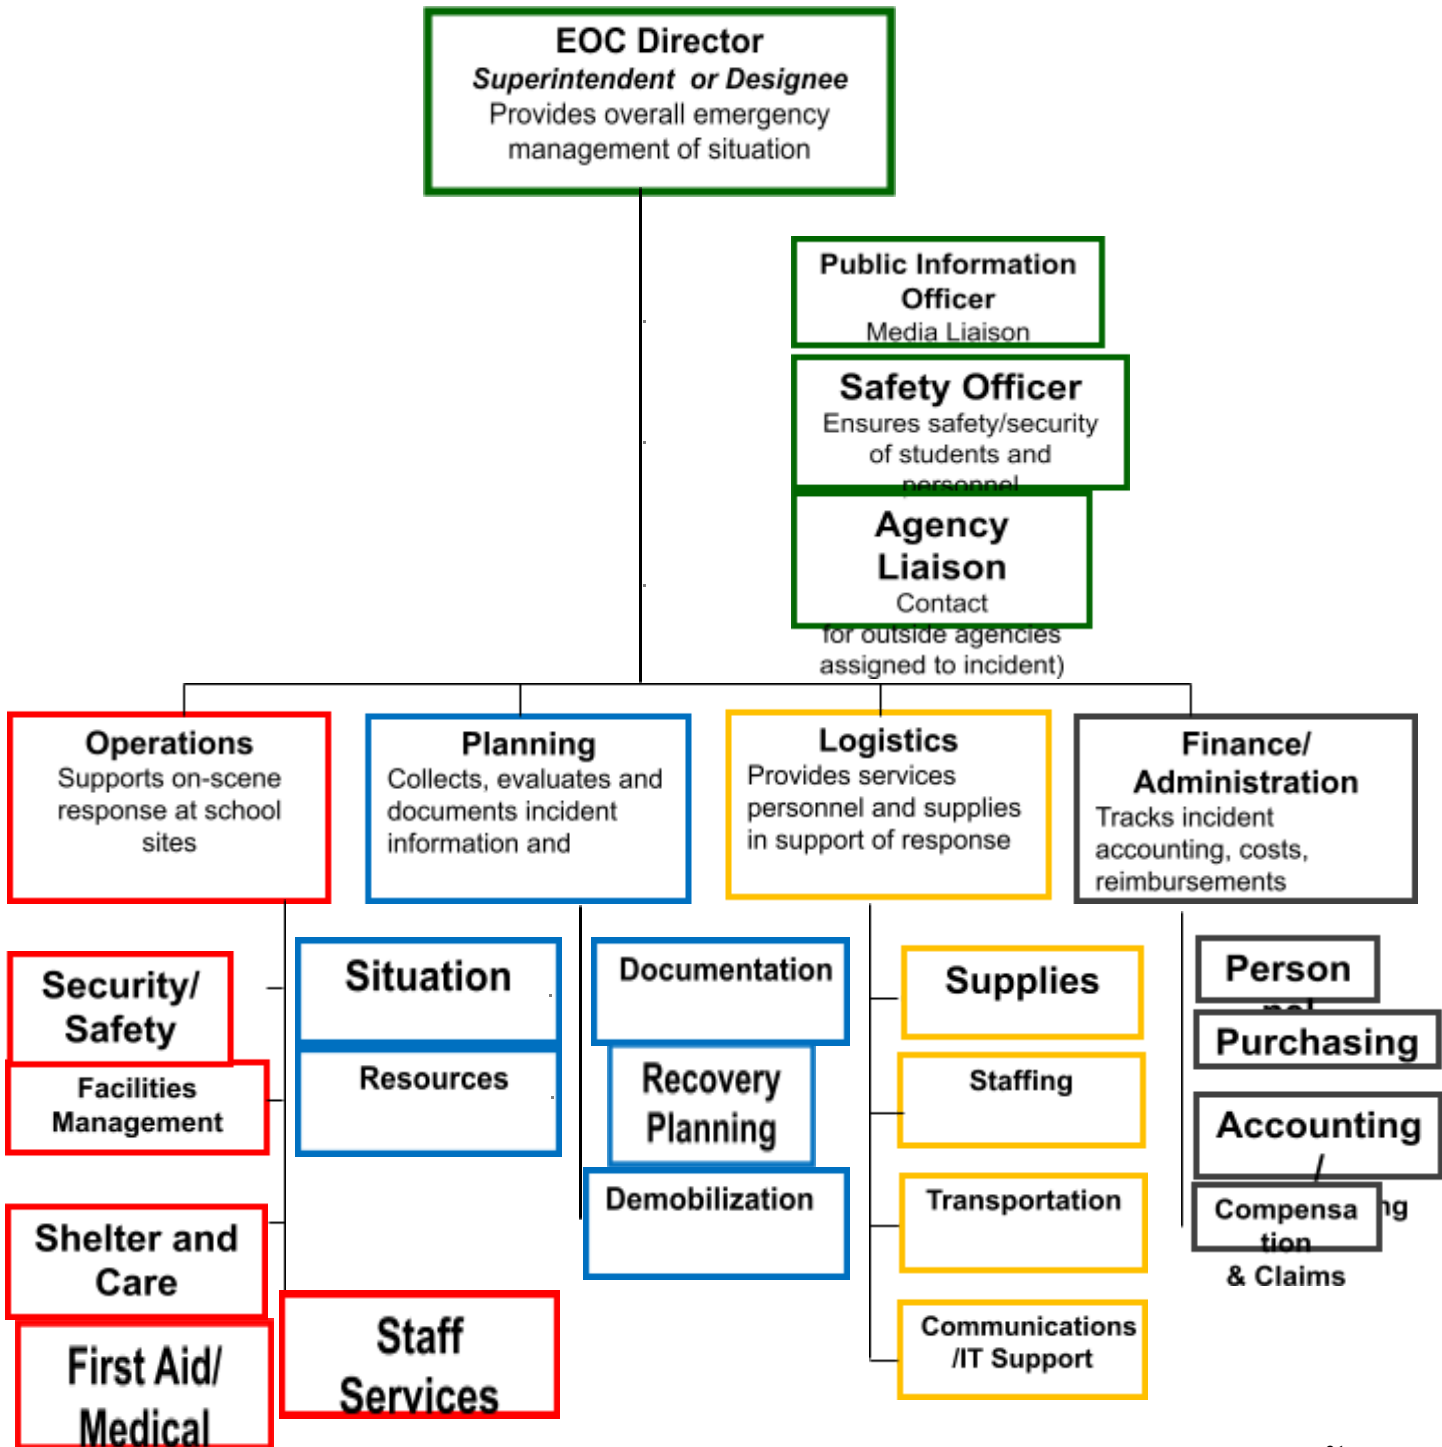 EOC Director
Superintendent or Designee
Provides overall emergency
management of situation
Public Information
Officer
Media Liaison
Safety Officer
Ensures safety/security
of students and
personnel
Agency
Liaison
Contact
for outside agencies
assigned to incident)
Operations
Supports on-scene
response at school
sites
Planning
Collects, evaluates and
documents incident
information and
Logistics
Provides services
personnel and supplies
in support of response
Finance/
Administration
Tracks incident
accounting, costs,
reimbursements
Security/
Safety
Facilities
Management
Shelter and
Care
First Aid/
Medical
Staff
Services
Situation
Resources
Documentation
Recovery
Planning
Demobilization
Supplies
Staffing
Transportation
Communications
/IT Support
Person
nel
Purchasing
Accounting
/
ng
Compensa
tion
& Claims